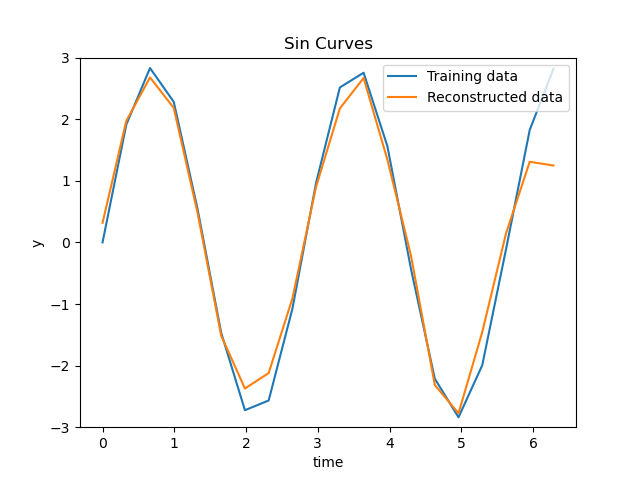 Sin Curves
Training data
Reconstructed data
y
3
2
1
0
−1
−2
−3
0 1 2 3 4 5 6
time